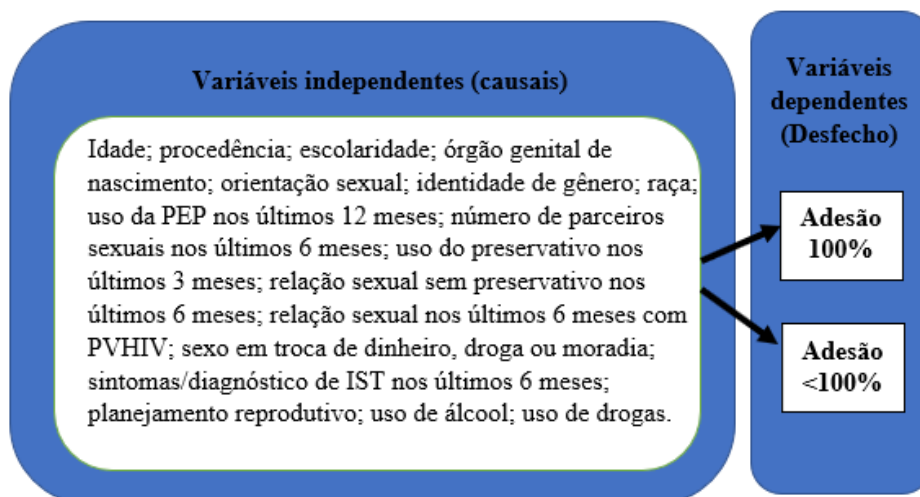 Variáveis independentes (causais)
Idade; procedência; escolaridade; órgão genital de
nascimento; orientação sexual; identidade de gênero; raça;
uso da PEP nos últimos 12 meses; número de parceiros
sexuais nos últimos 6 meses; uso do preservativo nos
últimos 3 meses; relação sexual sem preservativo nos
últimos 6 meses; relação sexual nos últimos 6 meses com
PVHIV; sexo em troca de dinheiro, droga ou moradia;
sintomas/diagnóstico de IST nos últimos 6 meses;
planejamento reprodutivo; uso de álcool; uso de drogas.
Variáveis
dependentes
(Desfecho)
Adesão
100%
Adesão
<100%